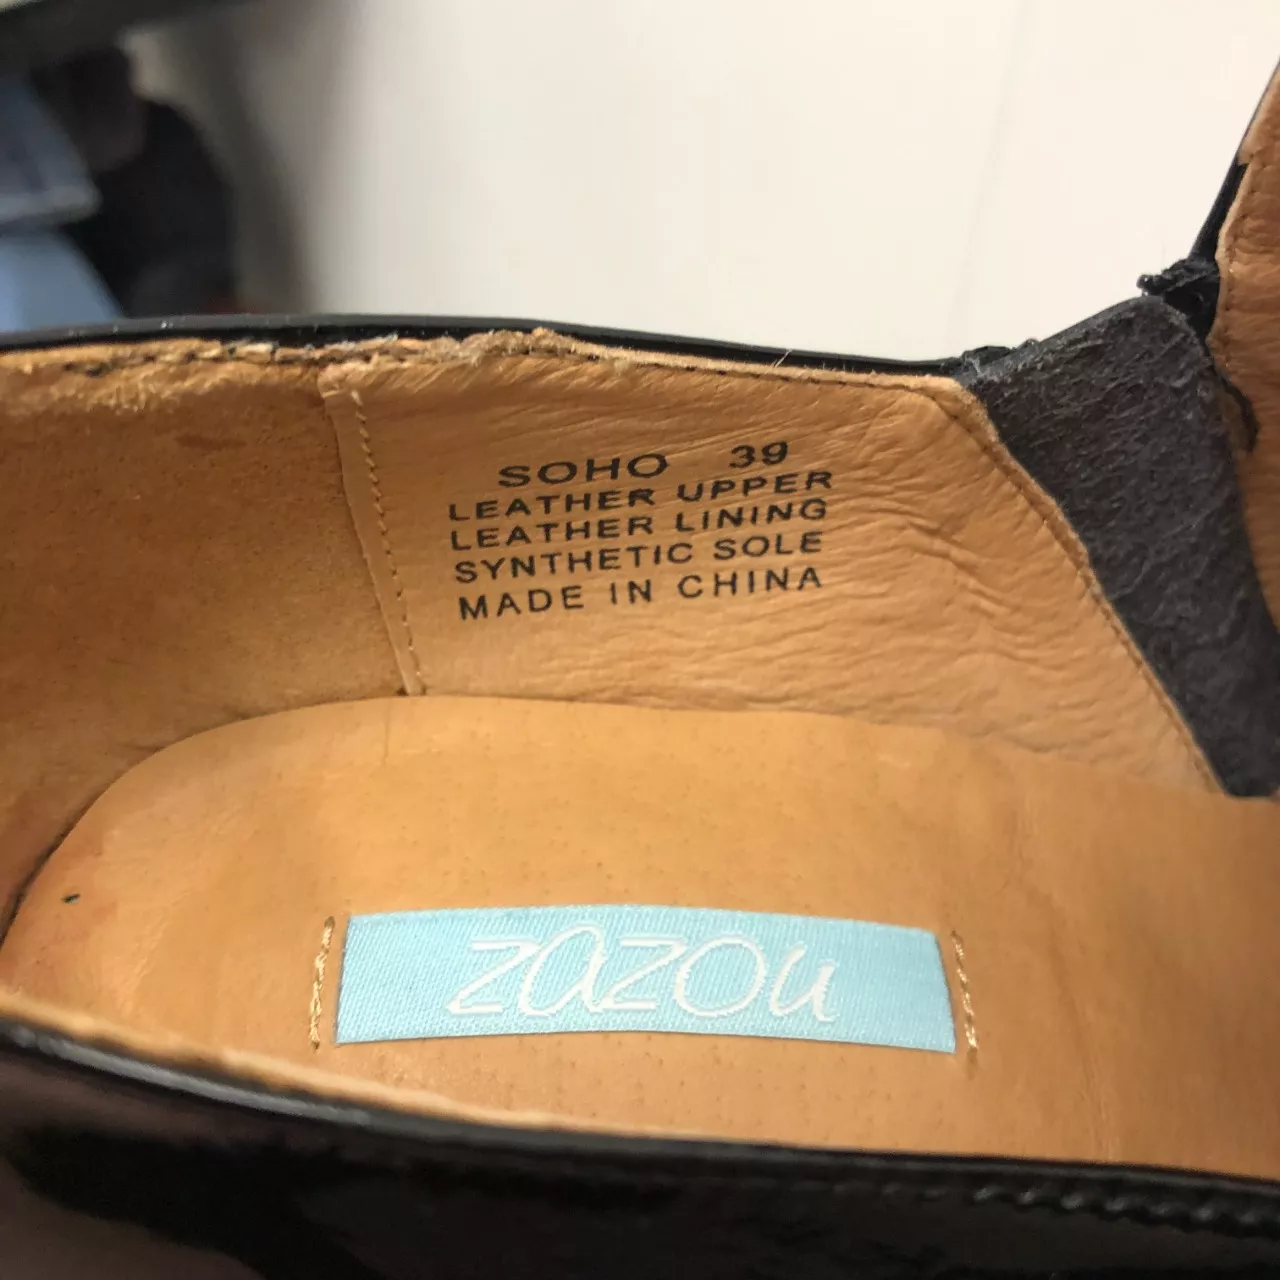 SOHO 39
LEATHER UPPER
LEATHER LINING
SYNTHETIC SOLE
MADE IN CHINA
zazou